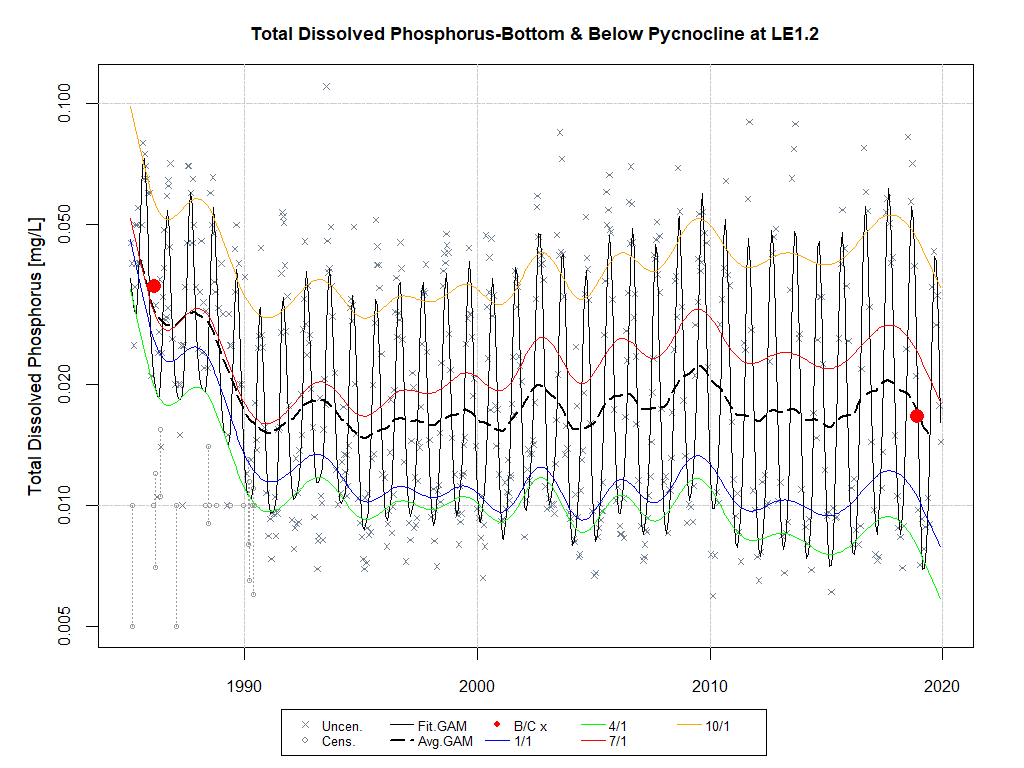 Total Dissolved Phosphorus-Bottom & Below Pycnocline at LE1.2
Total Dissolved Phosphorus [mg/L]
0.100
0.050
0.020
0.010
0.005
1990 2000 2010 2020
Uncen. Fit.GAM B/C x 4/1 10/1
Cens. Avg.GAM 1/1 7/1